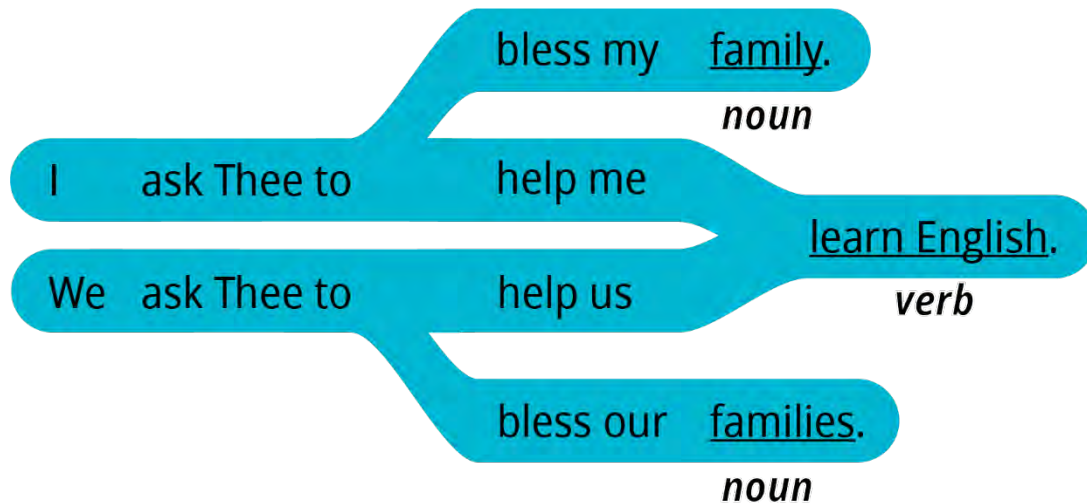 bless my family.
noun
I ask Thee to help me
learn English.
verb
We ask Thee to help us
bless our families.
noun